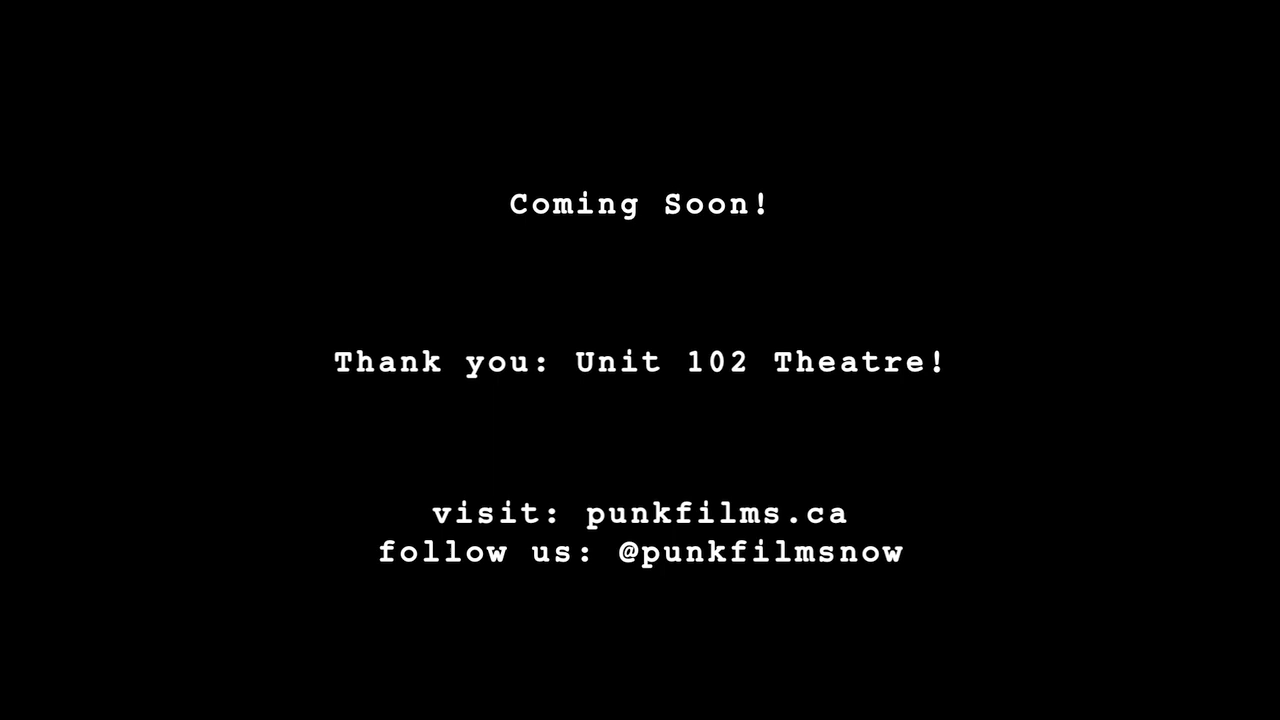 Coming Soon!
Thank you: Unit 102 Theatre!
visit: punkfilms.ca
follow us: @punkfilmsnow